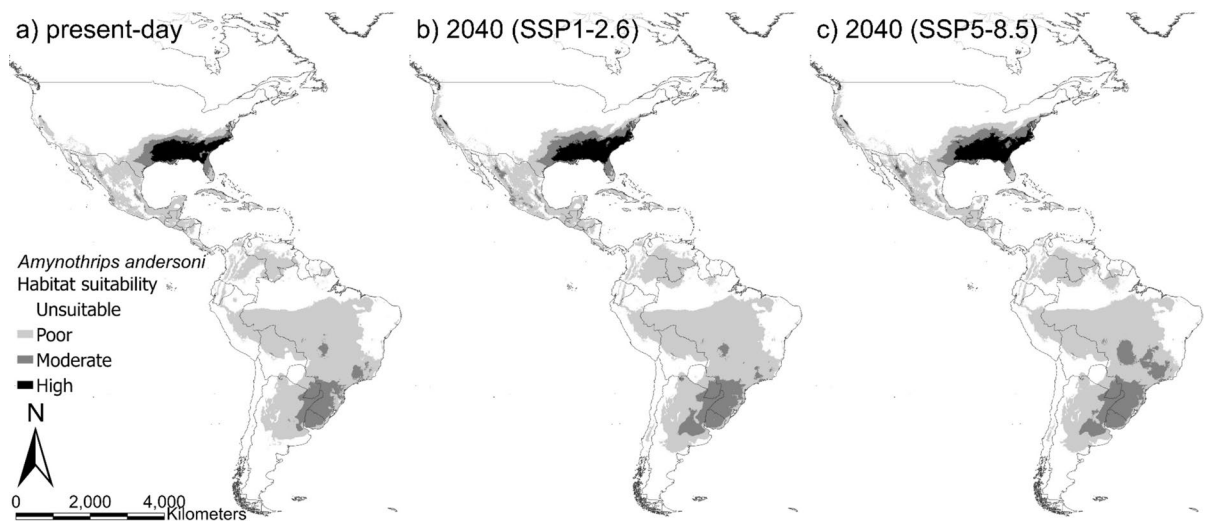 a) present-day
b) 2040 (SSP1-2.6)
c) 2040 (SSP5-8.5)
Amynothrips andersoni
Habitat suitability
Unsuitable
Poor
Moderate
High
N
0 2,000 4,000
Kilometers